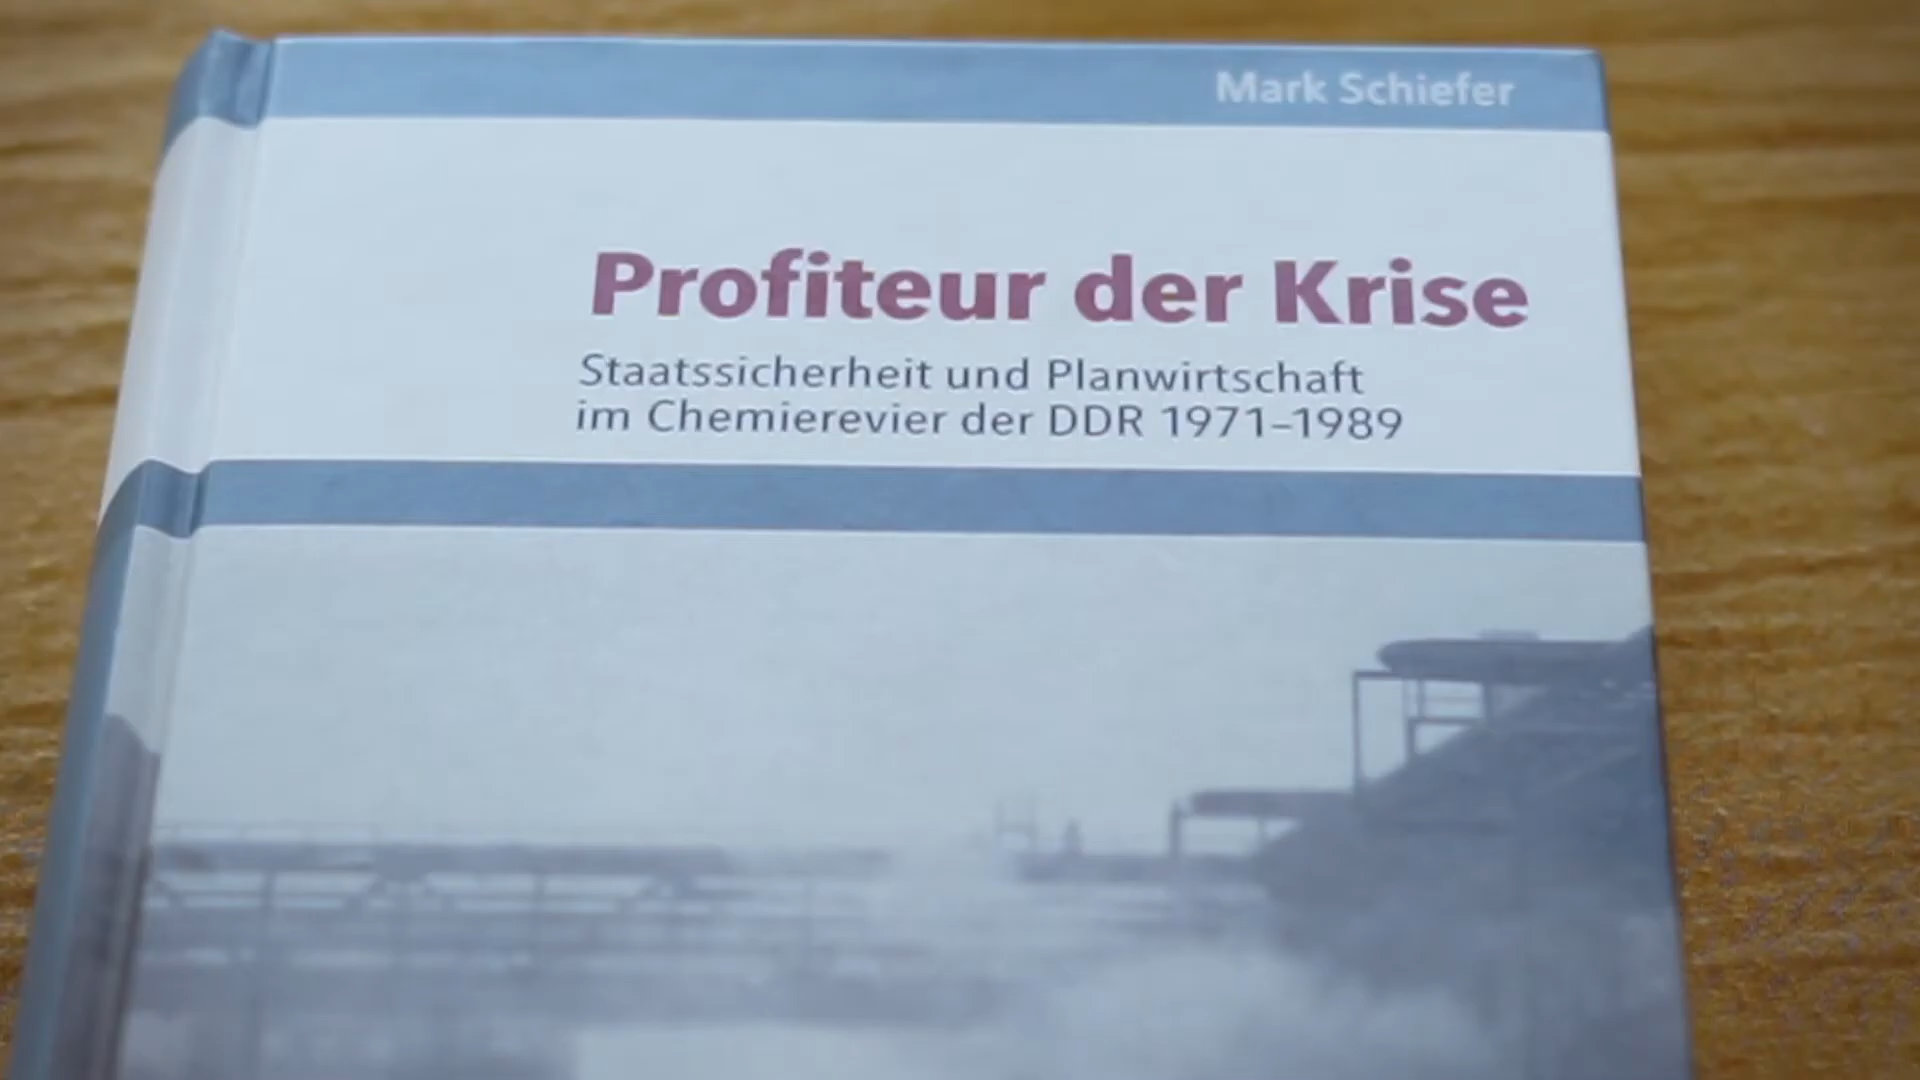 Mark Schiefer
Profiteur der Krise
Staatssicherheit und Planwirtschaft
im Chemierevier der DDR 1971–1989